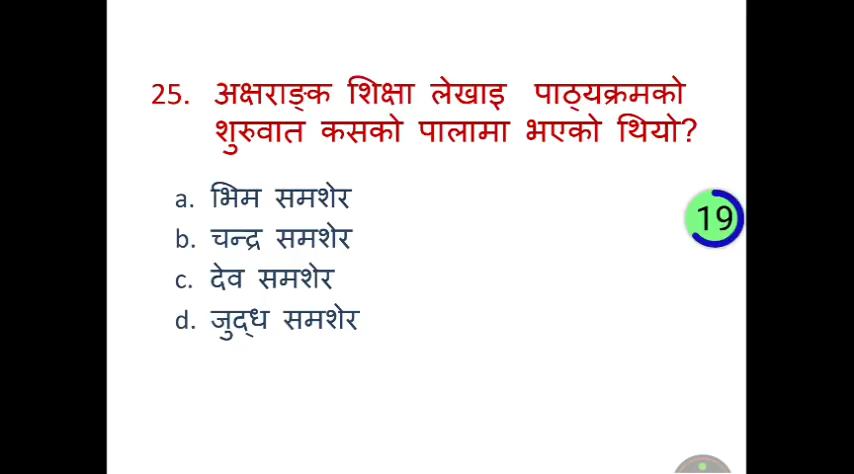 25. अक्षराङ्क शिक्षा लेखाइ पाठ्यक्रमको
शुरुवात कसको पालामा भएको थियो?
a. भिम समशेर
b. चन्द्र समशेर
c. देव समशेर
d. जुद्ध समशेर
19